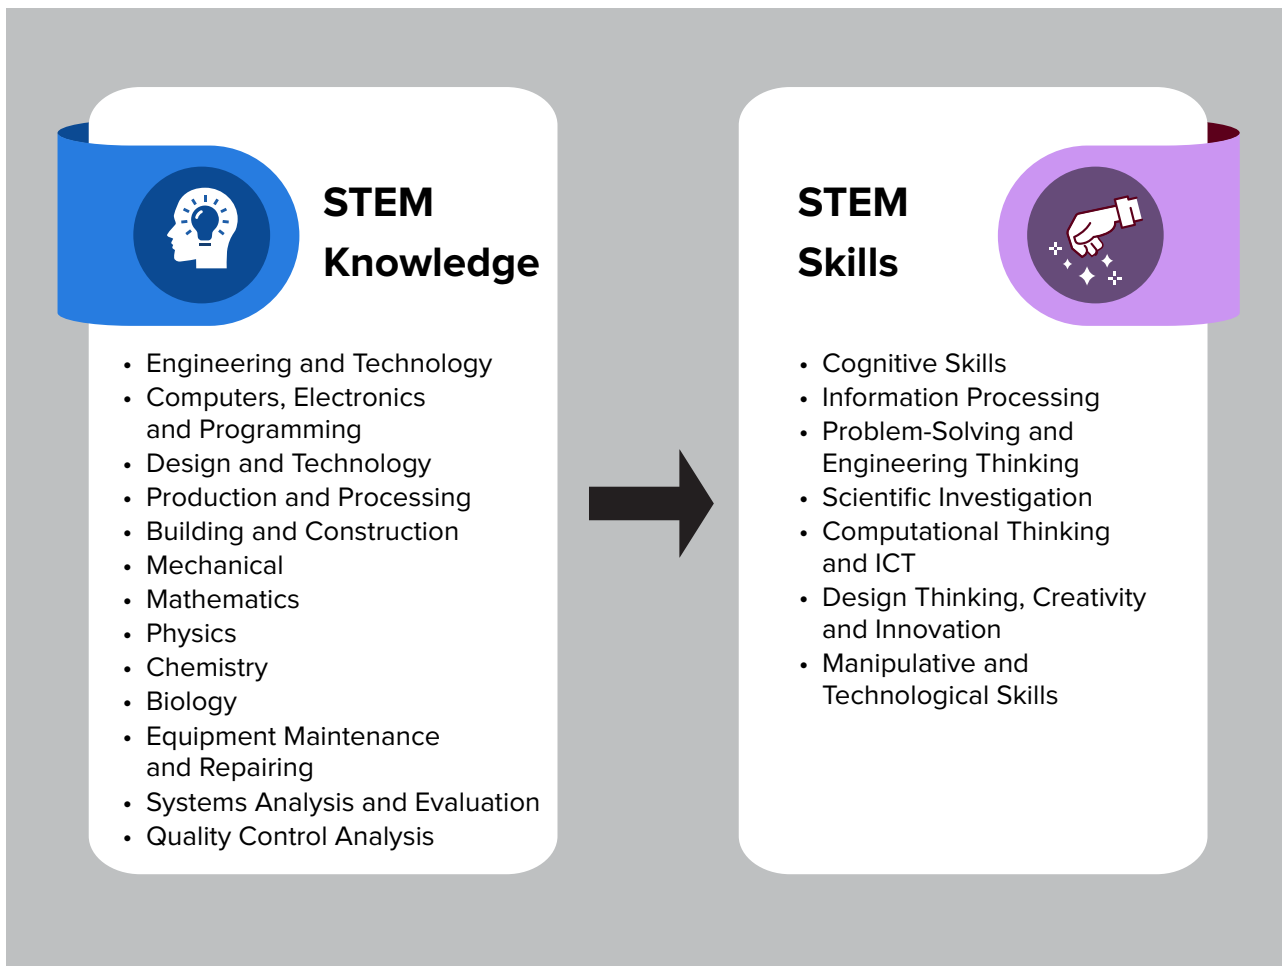 STEM
Knowledge
• Engineering and Technology
• Computers, Electronics
and Programming
• Design and Technology
• Production and Processing
• Building and Construction
• Mechanical
• Mathematics
• Physics
• Chemistry
• Biology
• Equipment Maintenance
and Repairing
• Systems Analysis and Evaluation
• Quality Control Analysis
STEM
Skills
• Cognitive Skills
• Information Processing
• Problem-Solving and
Engineering Thinking
• Scientific Investigation
• Computational Thinking
and ICT
• Design Thinking, Creativity
and Innovation
• Manipulative and
Technological Skills